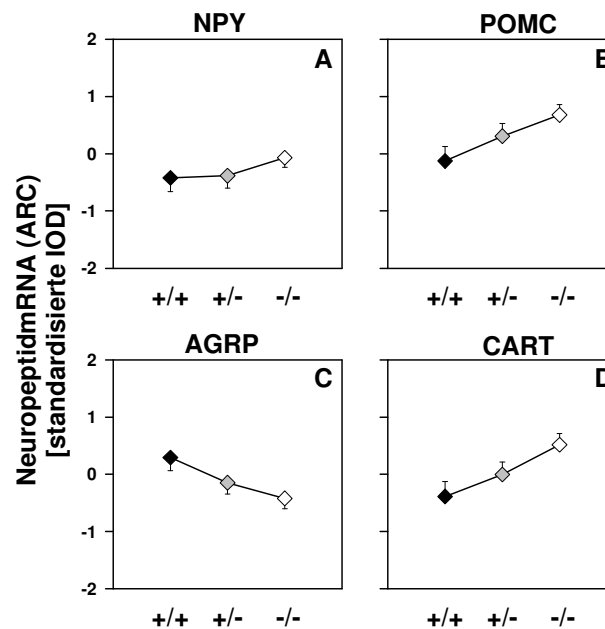 NPY
POMC
2
A
B
1
0
-1
-2
+/+ +/- -/-
+/+ +/- -/-
AGRP
CART
2
C
D
1
0
-1
-2
+/+ +/- -/-
+/+ +/- -/-
NeuropeptidmRNA (ARC)
[standardisierte IOD]